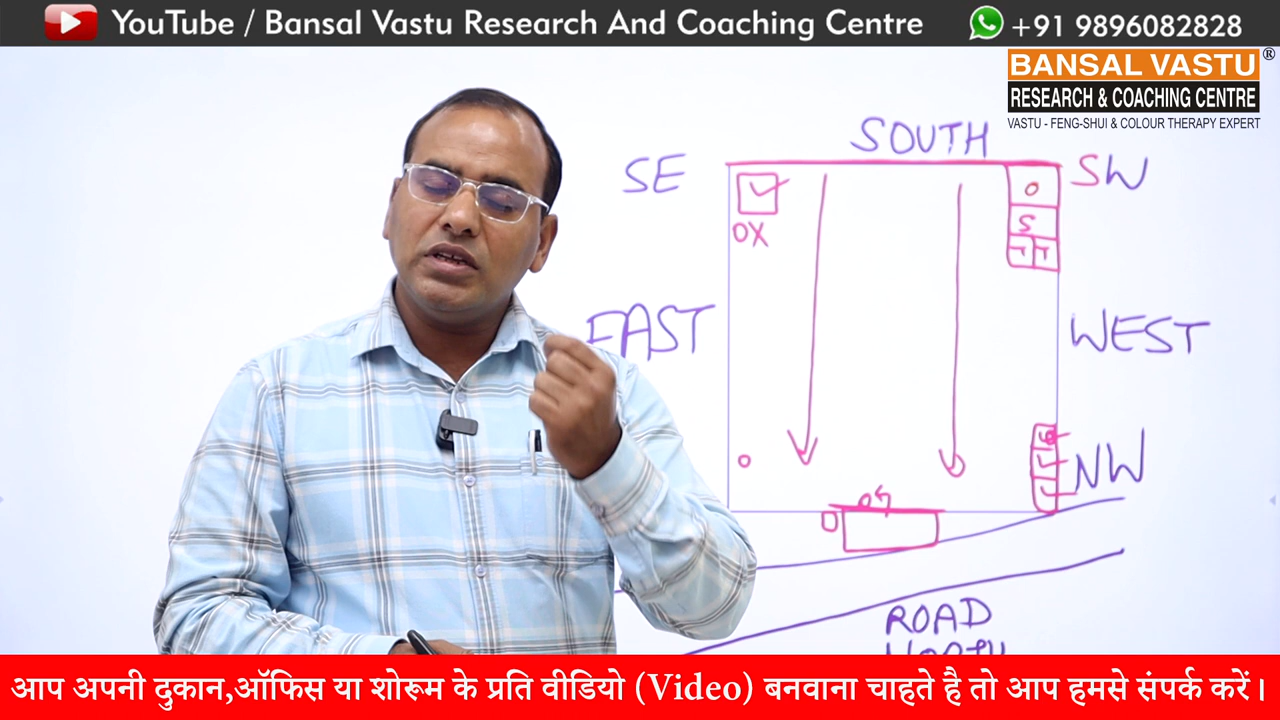 YouTube / Bansal Vastu Research And Coaching Centre
+91 9896082828
BANSAL VASTU®
RESEARCH & COACHING CENTRE
VASTU - FENG-SHUI & COLOUR THERAPY EXPERT
SOUTH
SE
SW
O
S
T T
OX
EAST
WEST
NW
ROAD
NORTH
आप अपनी दुकान,ऑफिस या शोरूम के प्रति वीडियो (Video) बनवाना चाहते है तो आप हमसे संपर्क करें।